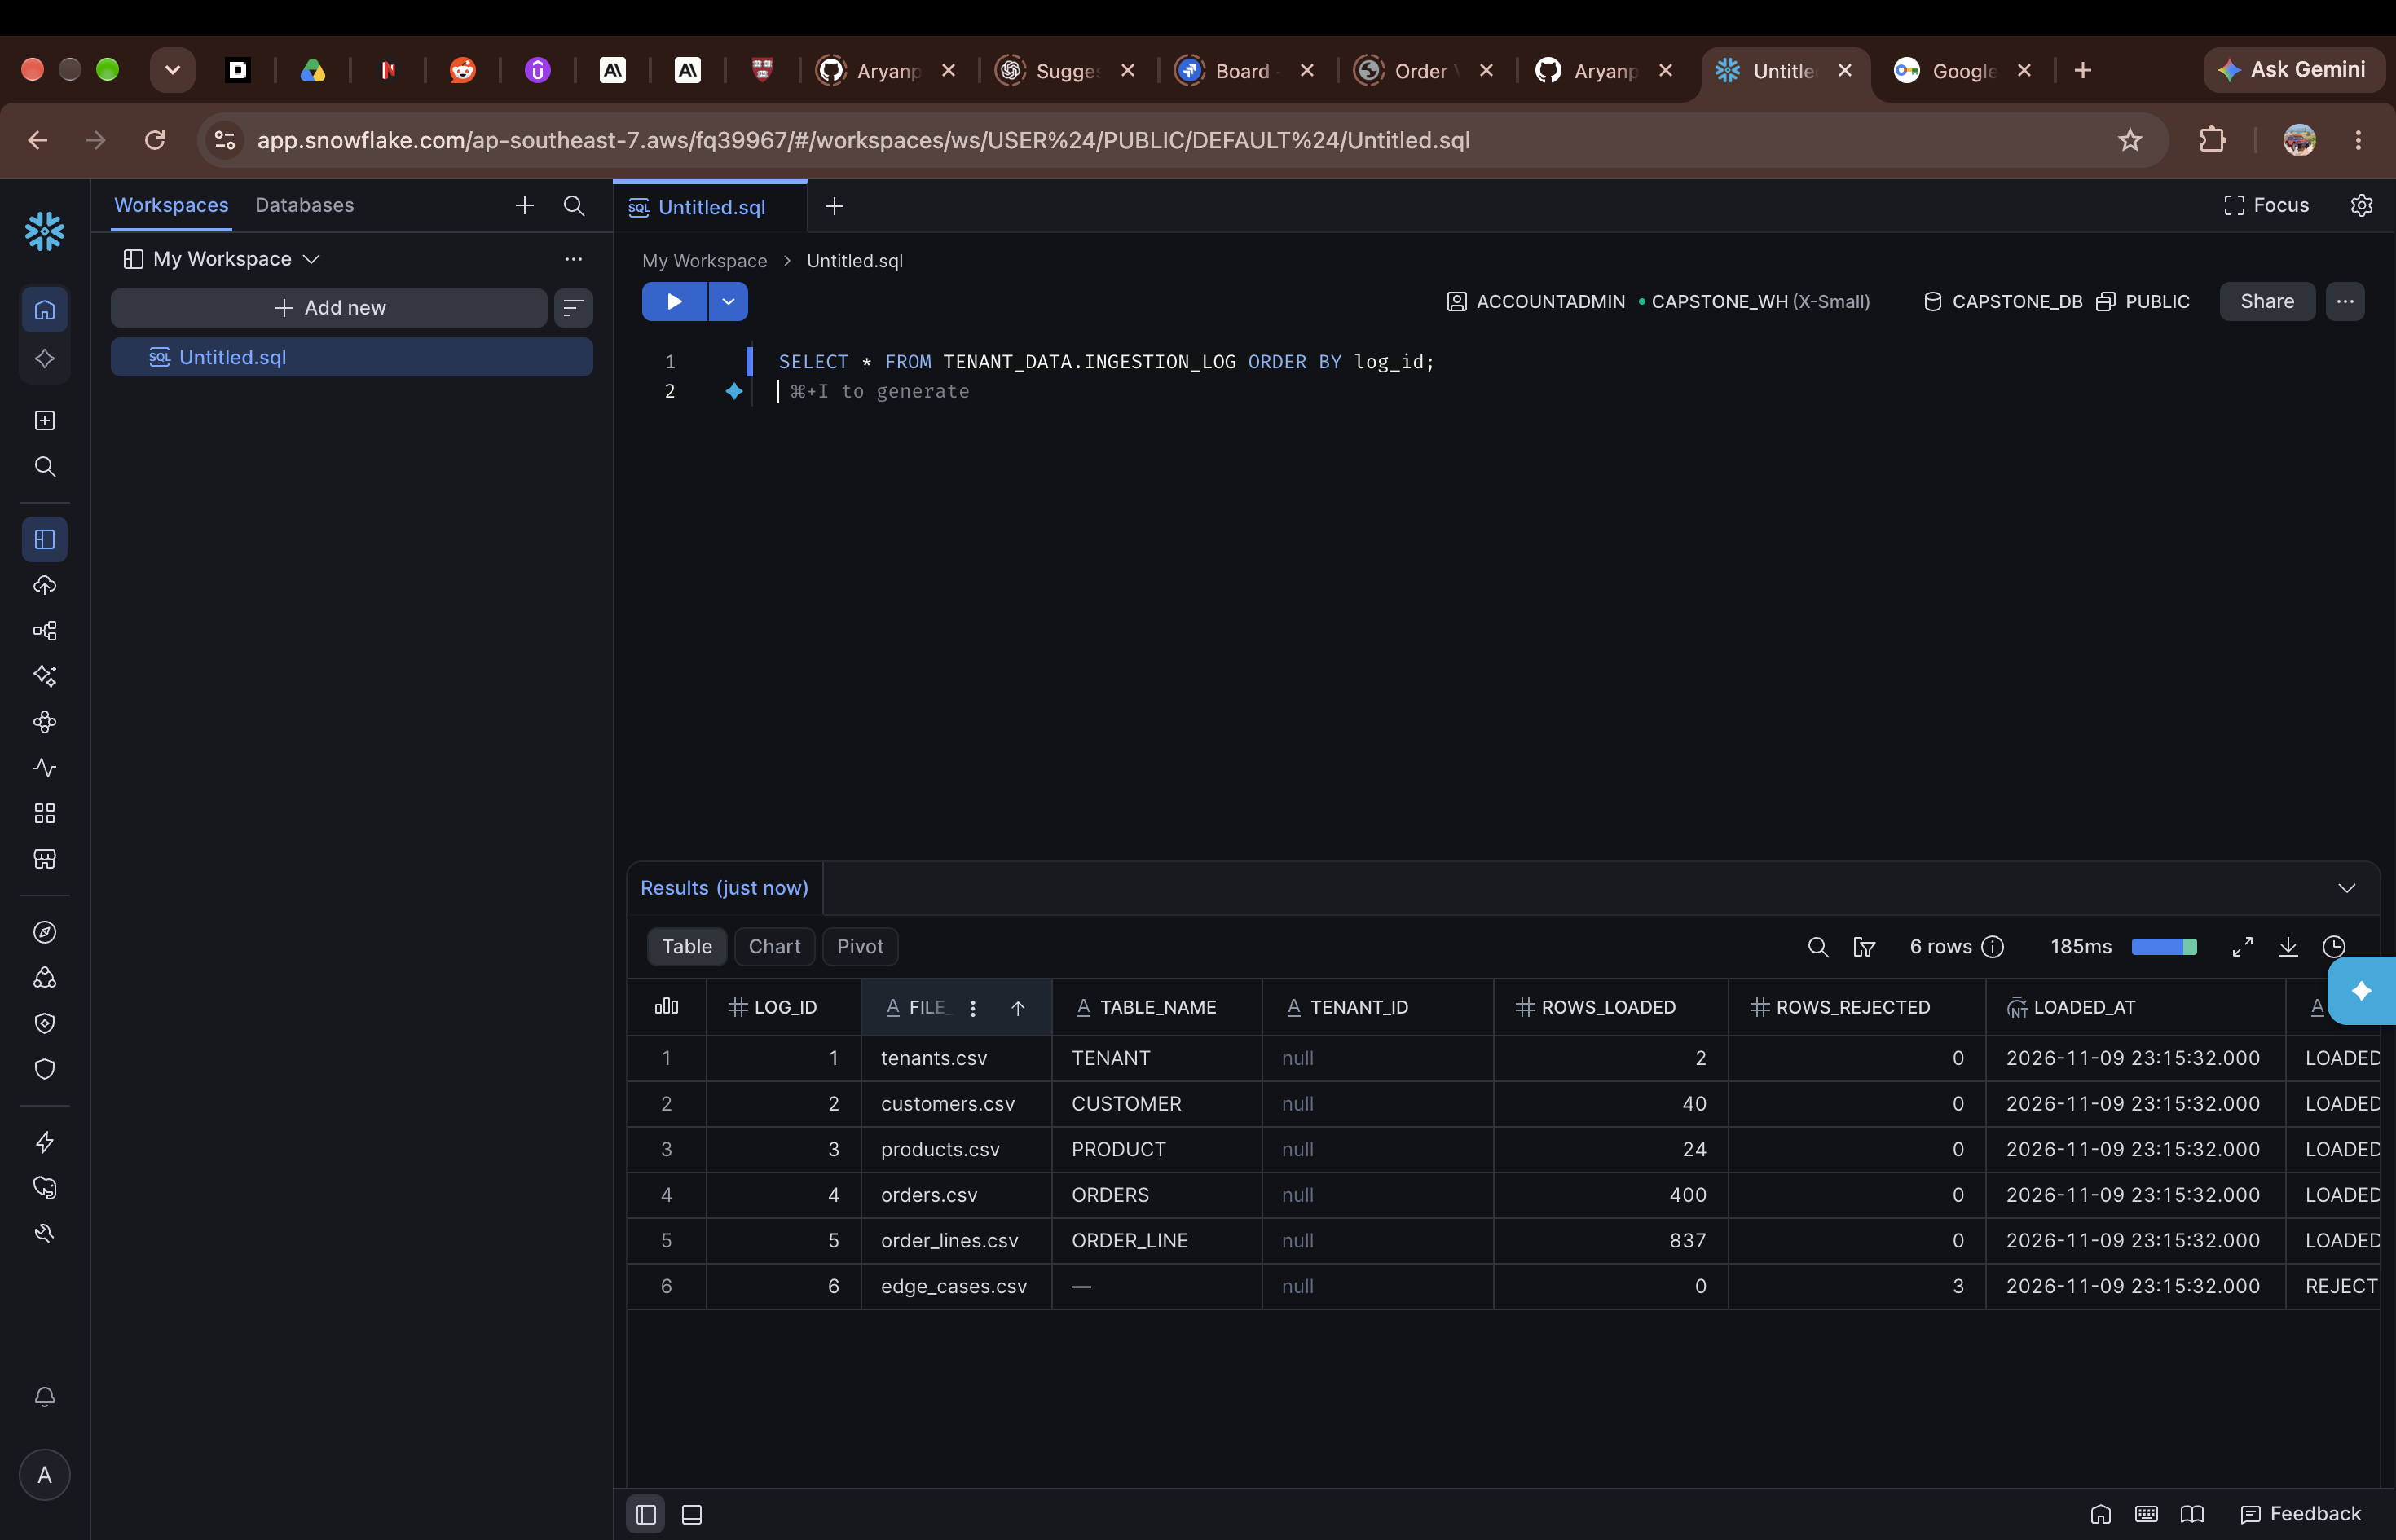 Aryanp
Sugges
Board
Order
Aryanp
Untitle
Google
Ask Gemini
app.snowflake.com/ap-southeast-7.aws/fq39967/#/workspaces/ws/USER%24/PUBLIC/DEFAULT%24/Untitled.sql
Workspaces Databases
SQL Untitled.sql
Focus
My Workspace
My Workspace > Untitled.sql
Add new
ACCOUNTADMIN CAPSTONE_WH (X-Small) CAPSTONE_DB PUBLIC Share
SQL Untitled.sql
1 SELECT * FROM TENANT_DATA.INGESTION_LOG ORDER BY log_id;
2 ⌘+I to generate
Results (just now)
Table Chart Pivot 6 rows 185ms
LOG_ID A FILE_ A TABLE_NAME A TENANT_ID ROWS_LOADED ROWS_REJECTED NT LOADED_AT A
1 1 tenants.csv TENANT null 2 0 2026-11-09 23:15:32.000 LOADED
2 2 customers.csv CUSTOMER null 40 0 2026-11-09 23:15:32.000 LOADED
3 3 products.csv PRODUCT null 24 0 2026-11-09 23:15:32.000 LOADED
4 4 orders.csv ORDERS null 400 0 2026-11-09 23:15:32.000 LOADED
5 5 order_lines.csv ORDER_LINE null 837 0 2026-11-09 23:15:32.000 LOADED
6 6 edge_cases.csv — null 0 3 2026-11-09 23:15:32.000 REJECT
A
Feedback